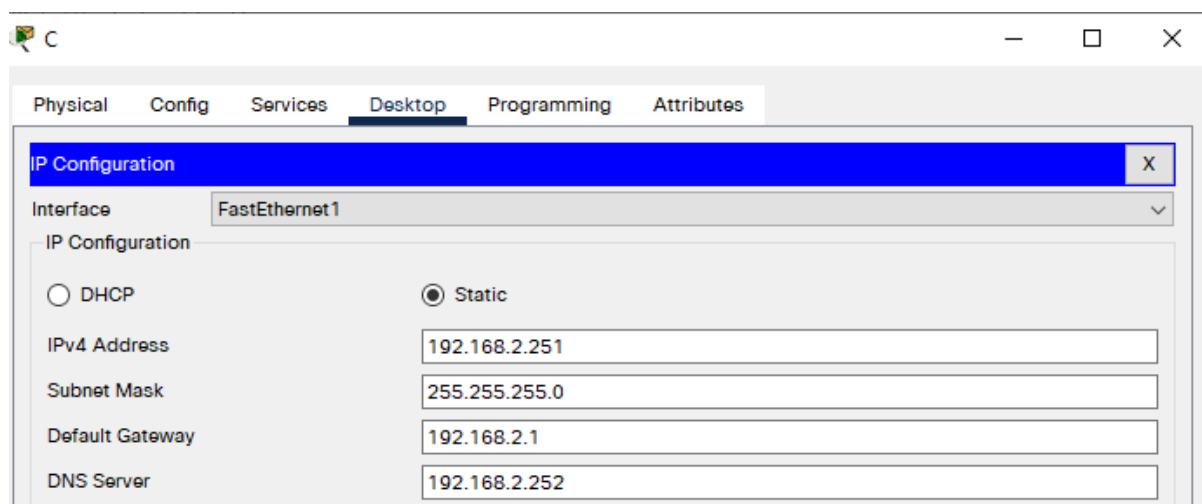 C
Physical Config Services Desktop Programming Attributes
IP Configuration X
Interface FastEthernet1
IP Configuration
DHCP Static
IPv4 Address 192.168.2.251
Subnet Mask 255.255.255.0
Default Gateway 192.168.2.1
DNS Server 192.168.2.252